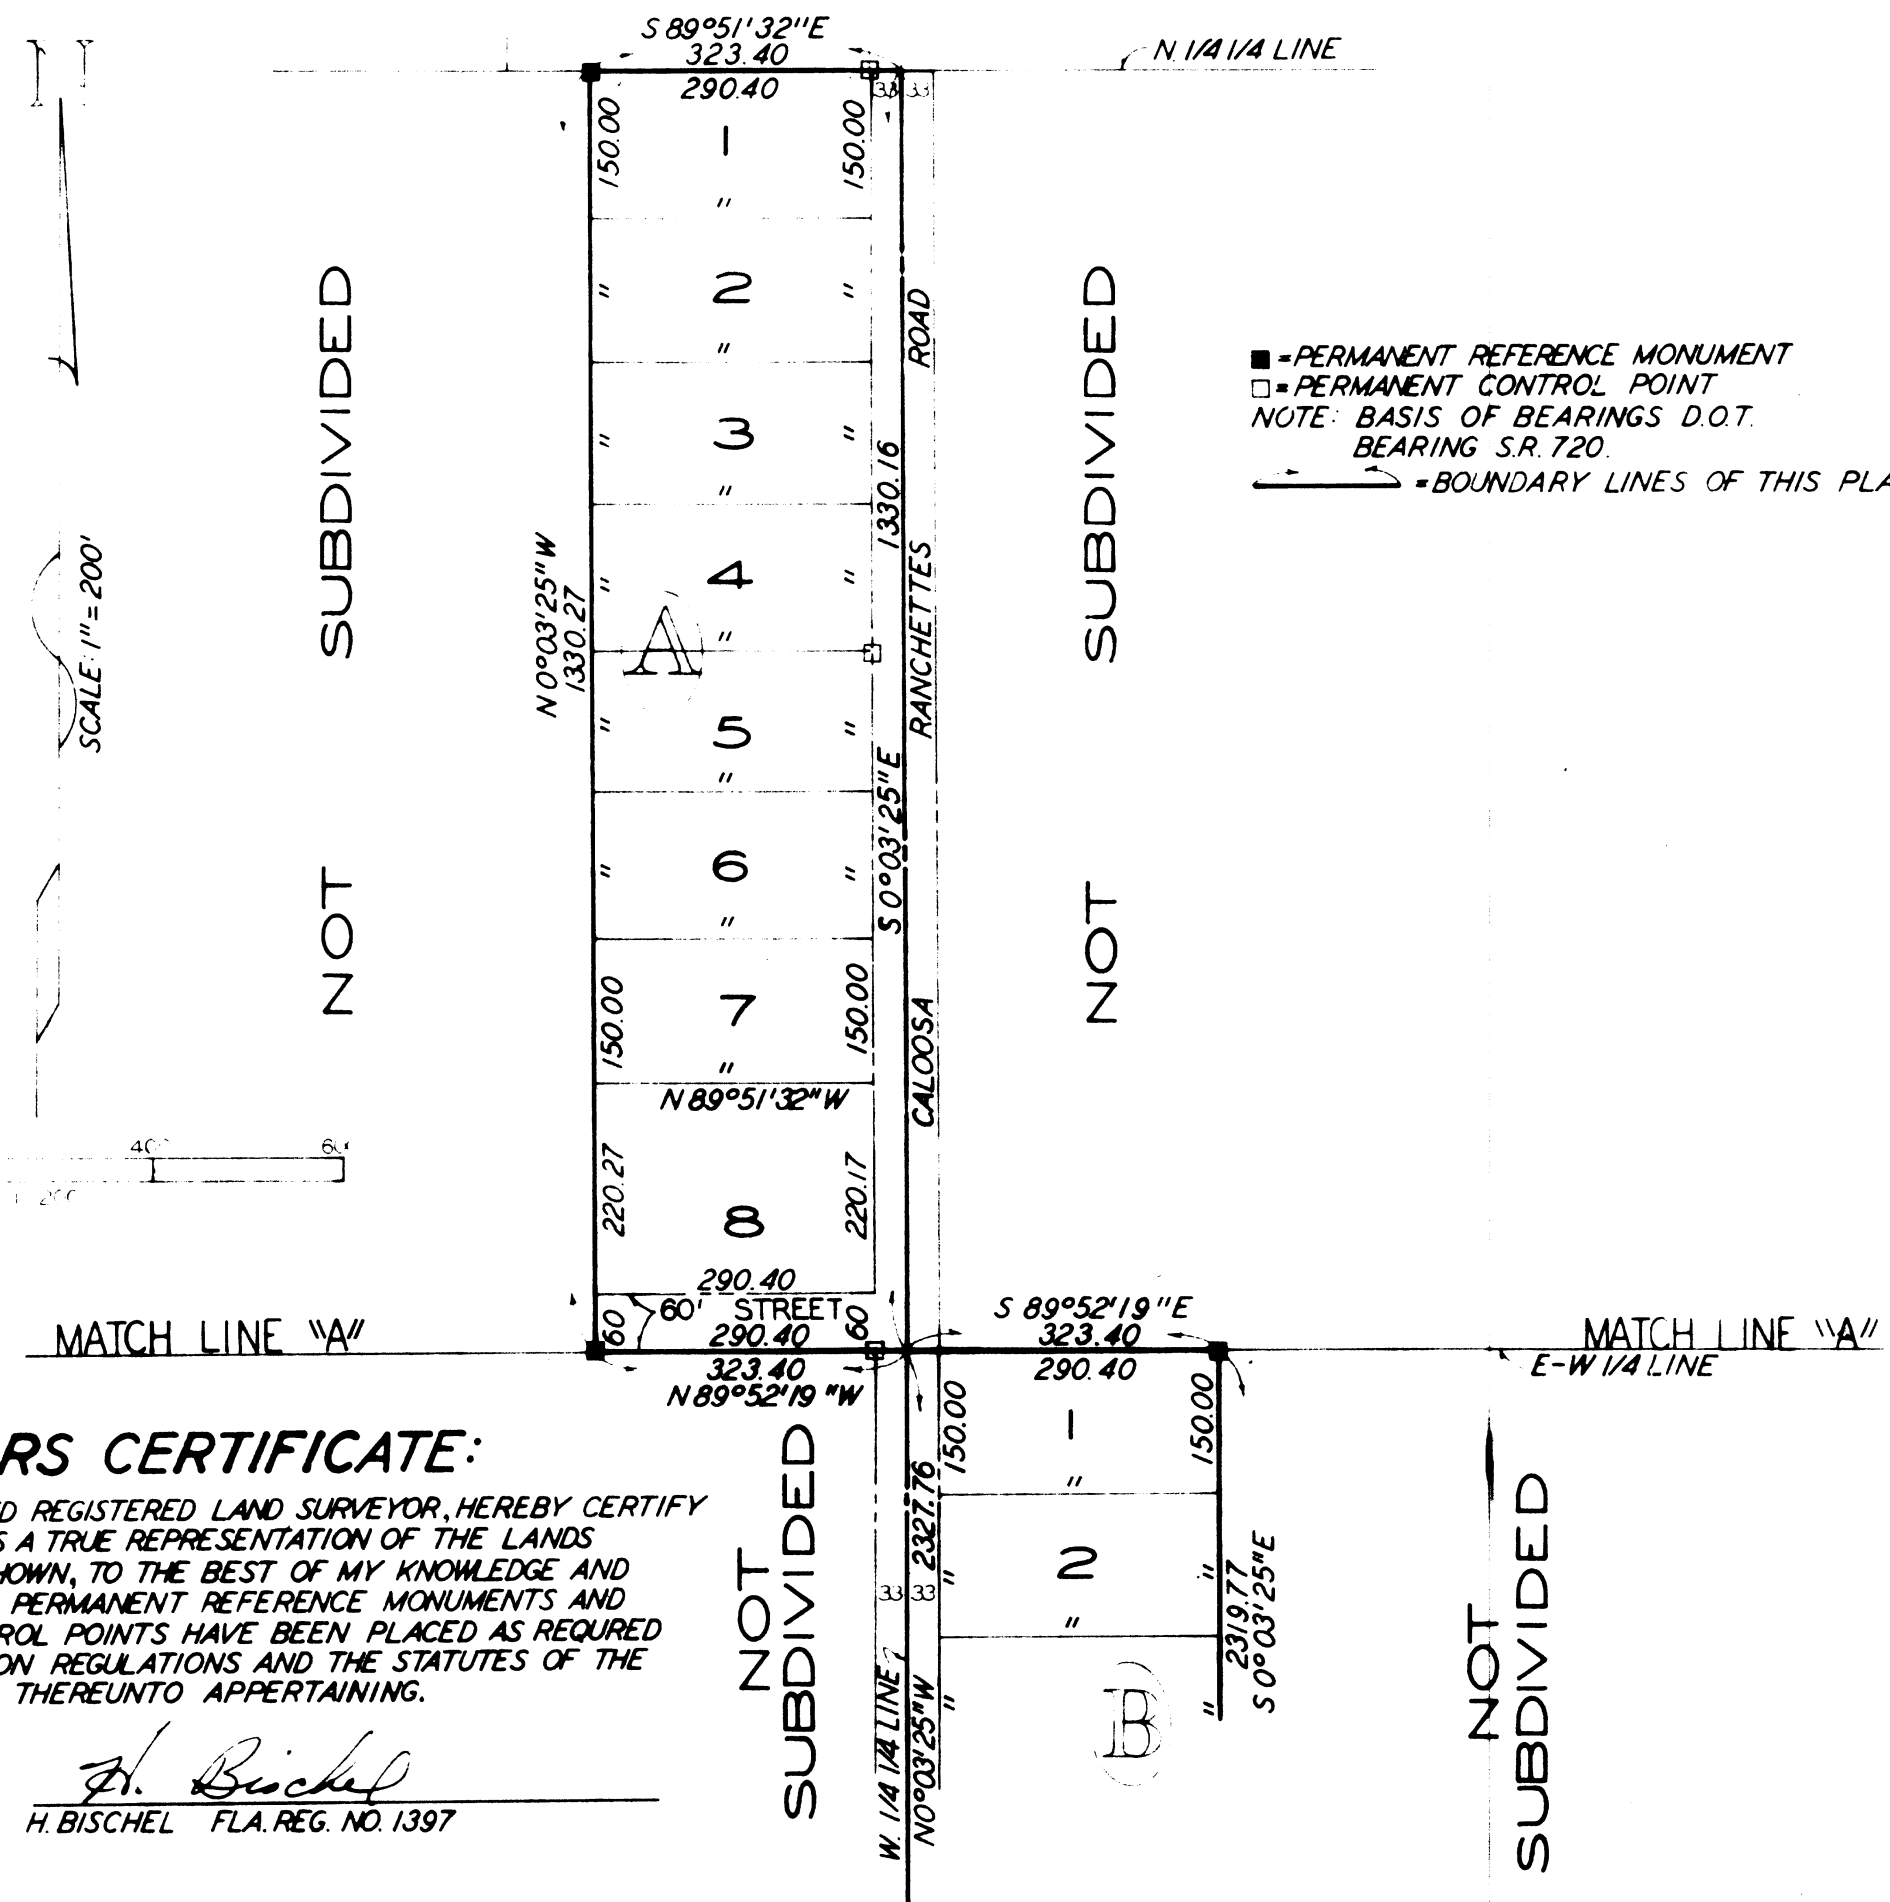 N
S 89°51'32"E
323.40
N. 1/4 1/4 LINE
290.40
33 33
150.00
150.00
1
"
SUBDIVIDED
NOT
SCALE: 1"=200'
" 2 "
"
" 3 "
"
" 4 "
"
A
" 5 "
"
" 6 "
"
150.00
7
150.00
"
N 89°51'32"W
N 0°03'25"W
1330.27
1330.16
S 0°03'25"E
ROAD
RANCHETTES
CALOOSA
SUBDIVIDED
NOT
■ =PERMANENT REFERENCE MONUMENT
□ =PERMANENT CONTROL POINT
NOTE: BASIS OF BEARINGS D.O.T.
BEARING S.R. 720.
=BOUNDARY LINES OF THIS PLA
220.27
8
220.17
290.40
60
60' STREET
60
290.40
323.40
N 89°52'19"W
S 89°52'19"E
323.40
290.40
MATCH LINE "A"
MATCH LINE "A"
E-W 1/4 LINE
150.00
1
150.00
"
" 2 "
"
" "
B
2327.76
33 33
W. 1/4 1/4 LINE
N0°03'25"W
2319.77
S 0°03'25"E
NOT
SUBDIVIDED
NOT
SUBDIVIDED
RS CERTIFICATE:
D REGISTERED LAND SURVEYOR, HEREBY CERTIFY
S A TRUE REPRESENTATION OF THE LANDS
HOWN, TO THE BEST OF MY KNOWLEDGE AND
PERMANENT REFERENCE MONUMENTS AND
ROL POINTS HAVE BEEN PLACED AS REQURED
ON REGULATIONS AND THE STATUTES OF THE
THEREUNTO APPERTAINING.
H. Bischel
H. BISCHEL FLA. REG. NO. 1397